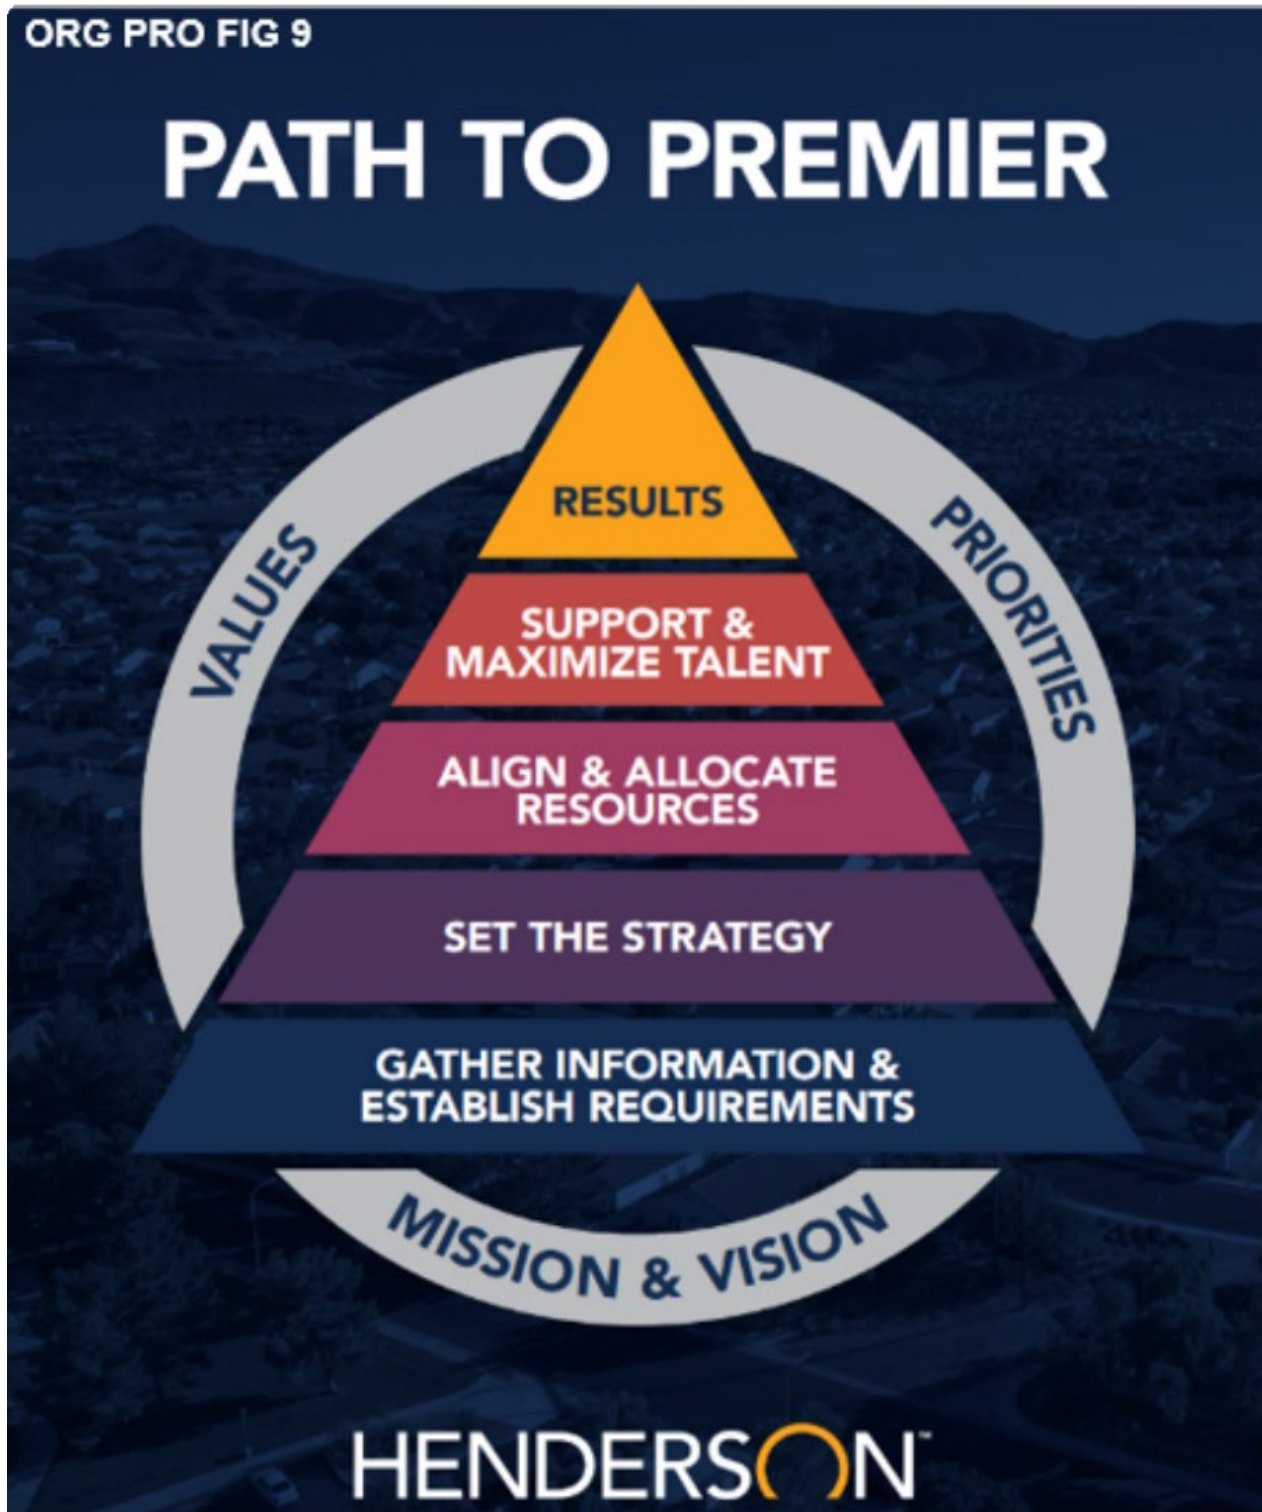 ORG PRO FIG 9
PATH TO PREMIER
RESULTS
VALUES
PRIORITIES
SUPPORT &
MAXIMIZE TALENT
ALIGN & ALLOCATE
RESOURCES
SET THE STRATEGY
GATHER INFORMATION &
ESTABLISH REQUIREMENTS
MISSION & VISION
HENDERSON™